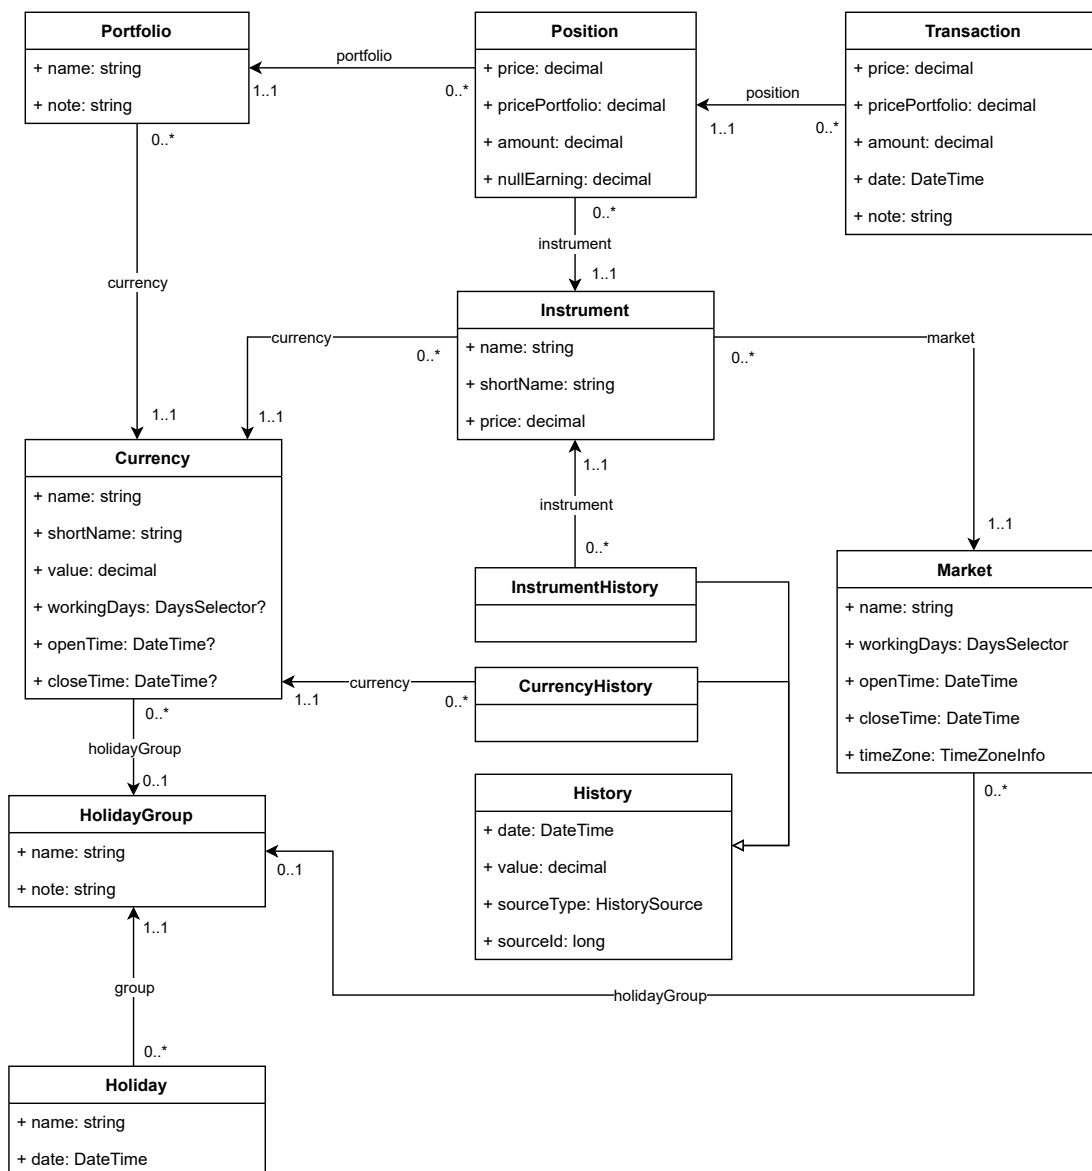 Portfolio
+ name: string
+ note: string
portfolio
1..1
0..*
Position
+ price: decimal
+ pricePortfolio: decimal
+ amount: decimal
+ nullEarning: decimal
position
1..1
0..*
Transaction
+ price: decimal
+ pricePortfolio: decimal
+ amount: decimal
+ date: DateTime
+ note: string
0..*
currency
1..1
0..*
instrument
1..1
Instrument
+ name: string
+ shortName: string
+ price: decimal
currency
0..*
1..1
market
0..*
1..1
Currency
+ name: string
+ shortName: string
+ value: decimal
+ workingDays: DaysSelector?
+ openTime: DateTime?
+ closeTime: DateTime?
1..1
instrument
0..*
InstrumentHistory
currency
1..1
0..*
CurrencyHistory
Market
+ name: string
+ workingDays: DaysSelector
+ openTime: DateTime
+ closeTime: DateTime
+ timeZone: TimeZoneInfo
0..*
holidayGroup
0..1
HolidayGroup
+ name: string
+ note: string
History
+ date: DateTime
+ value: decimal
+ sourceType: HistorySource
+ sourceId: long
0..*
0..1
holidayGroup
1..1
group
0..*
Holiday
+ name: string
+ date: DateTime